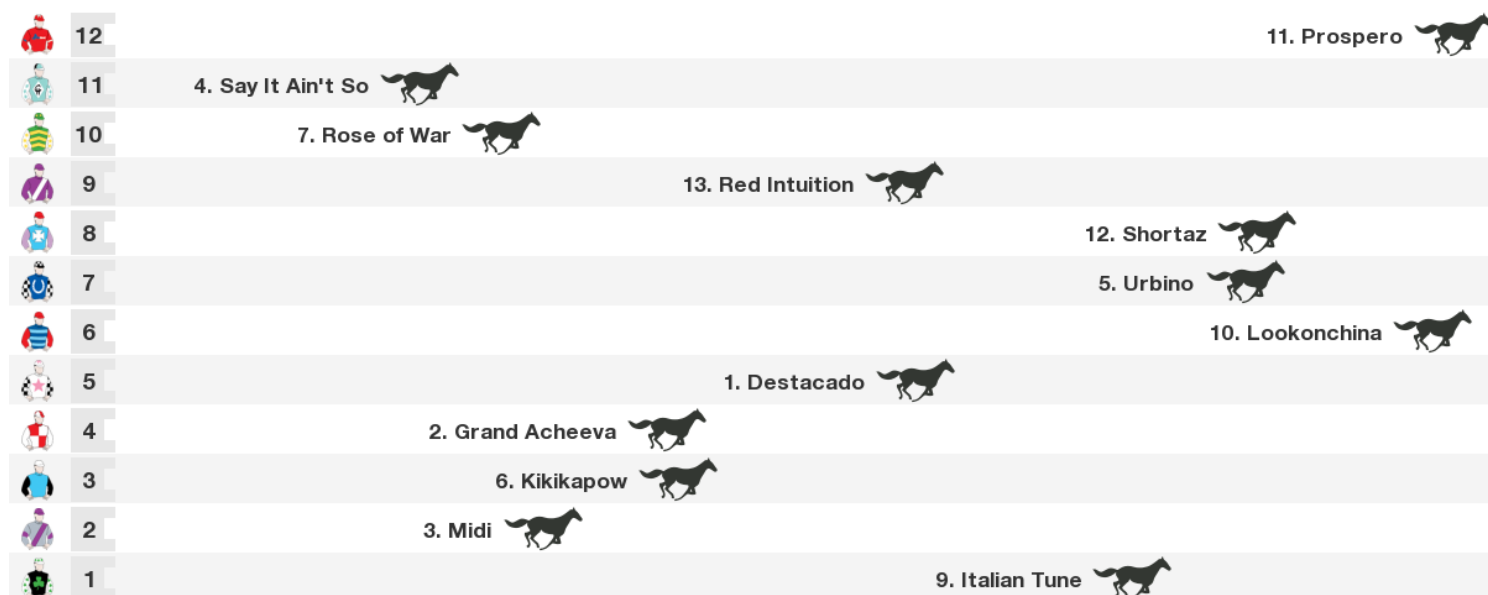 12 11. Prospero
11 4. Say It Ain't So
10 7. Rose of War
9 13. Red Intuition
8 12. Shortaz
7 5. Urbino
6 10. Lookonchina
5 1. Destacado
4 2. Grand Acheeva
3 6. Kikikapow
2 3. Midi
1 9. Italian Tune